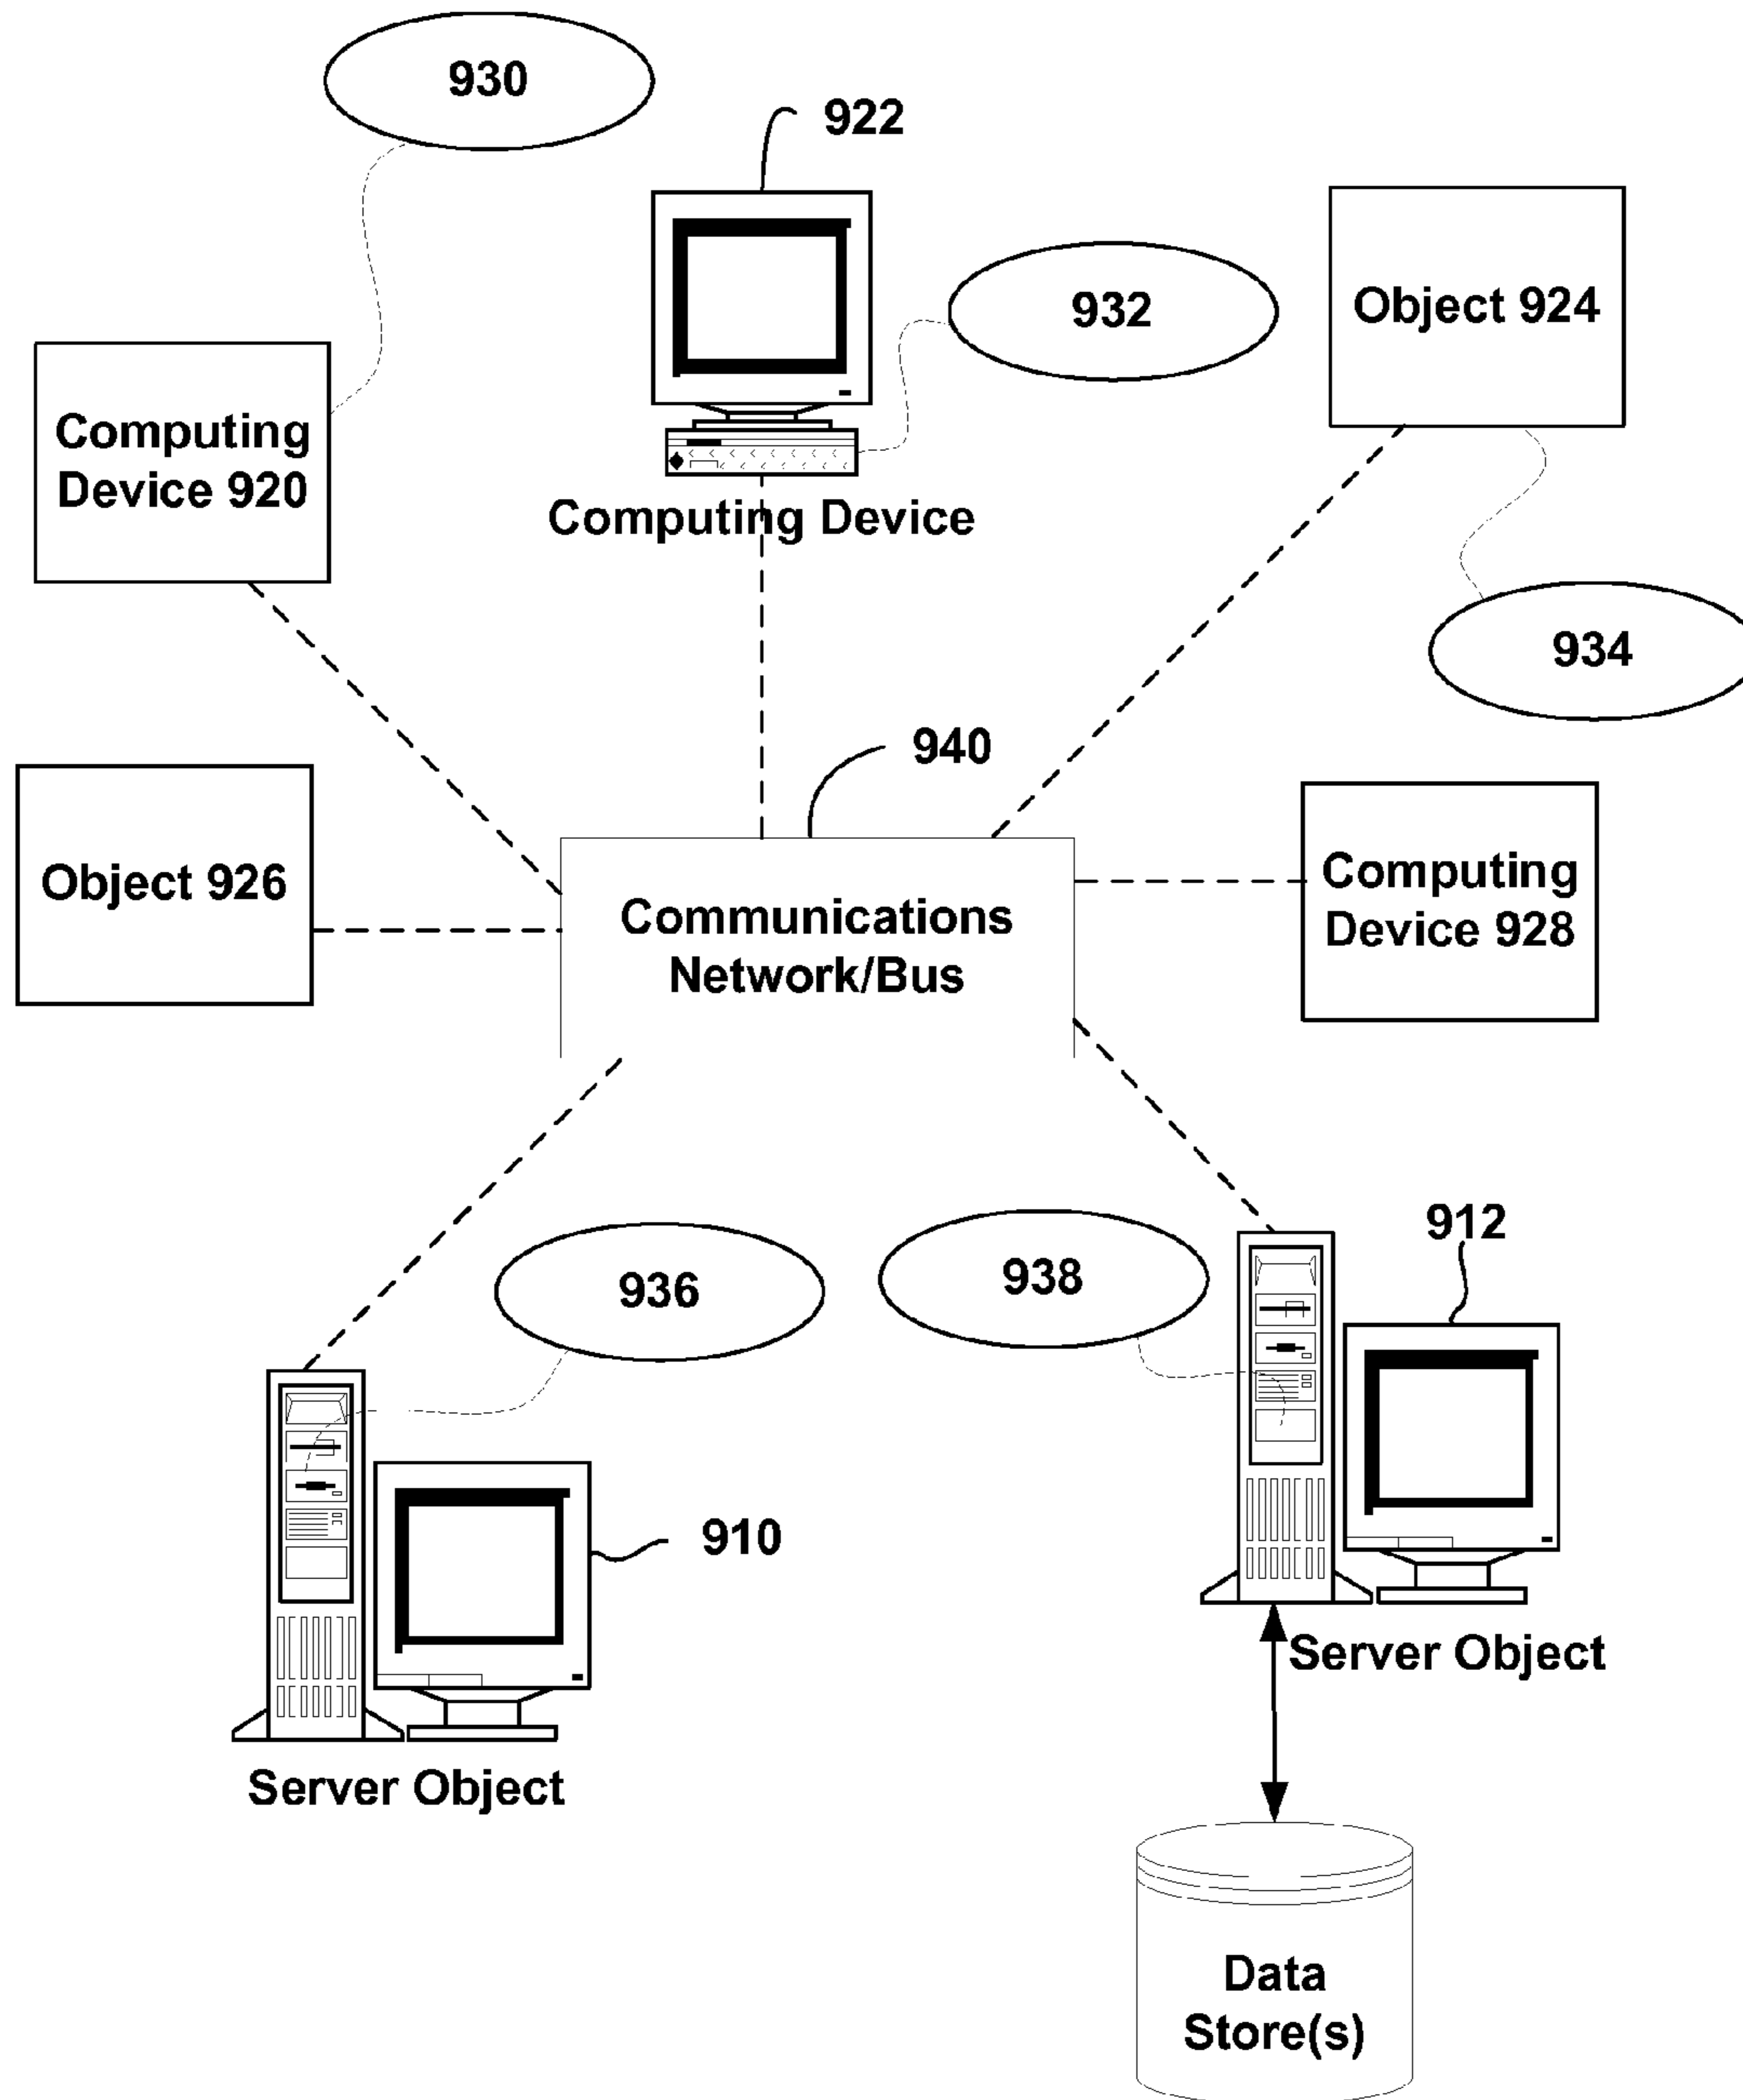 930
922
932
Object 924
Computing
Device 920
Computing Device
934
940
Object 926
Communications
Network/Bus
Computing
Device 928
936
938
912
910
Server Object
Server Object
Data
Store(s)